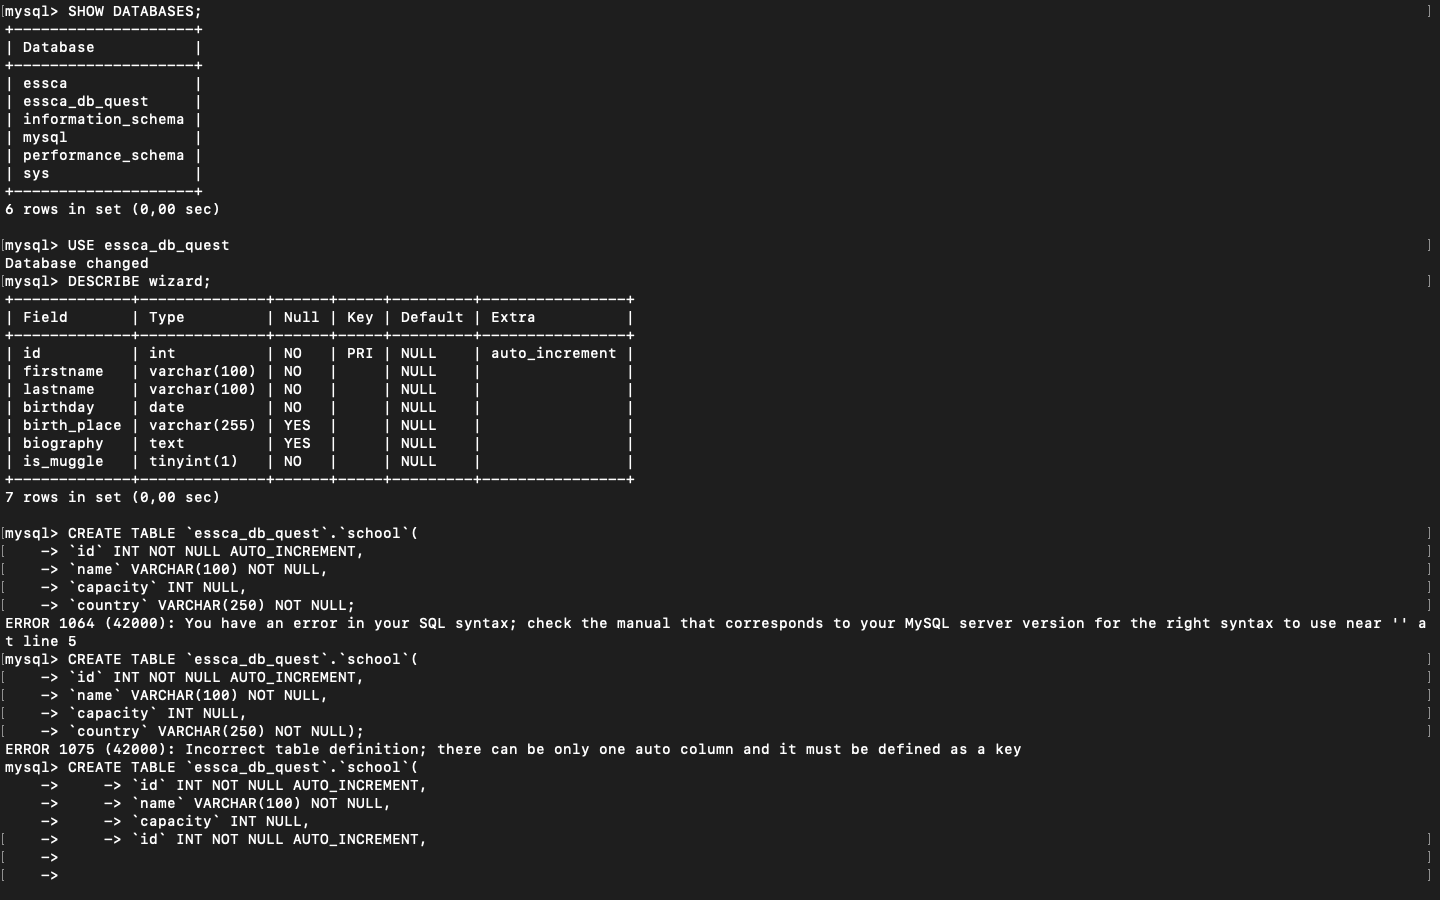 [mysql> SHOW DATABASES; ]
+--------------------+
| Database           |
+--------------------+
| essca              |
| essca_db_quest     |
| information_schema |
| mysql              |
| performance_schema |
| sys                |
+--------------------+
6 rows in set (0,00 sec)
[mysql> USE essca_db_quest ]
Database changed
[mysql> DESCRIBE wizard; ]
+-------------+--------------+------+-----+---------+----------------+
| Field       | Type         | Null | Key | Default | Extra          |
+-------------+--------------+------+-----+---------+----------------+
| id          | int          | NO   | PRI | NULL    | auto_increment |
| firstname   | varchar(100) | NO   |     | NULL    |                |
| lastname    | varchar(100) | NO   |     | NULL    |                |
| birthday    | date         | NO   |     | NULL    |                |
| birth_place | varchar(255) | YES  |     | NULL    |                |
| biography   | text         | YES  |     | NULL    |                |
| is_muggle   | tinyint(1)   | NO   |     | NULL    |                |
+-------------+--------------+------+-----+---------+----------------+
7 rows in set (0,00 sec)
[mysql> CREATE TABLE `essca_db_quest`.`school`( ]
[    -> `id` INT NOT NULL AUTO_INCREMENT, ]
[    -> `name` VARCHAR(100) NOT NULL, ]
[    -> `capacity` INT NULL, ]
[    -> `country` VARCHAR(250) NOT NULL; ]
ERROR 1064 (42000): You have an error in your SQL syntax; check the manual that corresponds to your MySQL server version for the right syntax to use near '' a
t line 5
[mysql> CREATE TABLE `essca_db_quest`.`school`( ]
[    -> `id` INT NOT NULL AUTO_INCREMENT, ]
[    -> `name` VARCHAR(100) NOT NULL, ]
[    -> `capacity` INT NULL, ]
[    -> `country` VARCHAR(250) NOT NULL); ]
ERROR 1075 (42000): Incorrect table definition; there can be only one auto column and it must be defined as a key
mysql> CREATE TABLE `essca_db_quest`.`school`(
    ->     -> `id` INT NOT NULL AUTO_INCREMENT,
    ->     -> `name` VARCHAR(100) NOT NULL,
    ->     -> `capacity` INT NULL,
[    ->     -> `id` INT NOT NULL AUTO_INCREMENT, ]
[    -> ]
[    -> ]